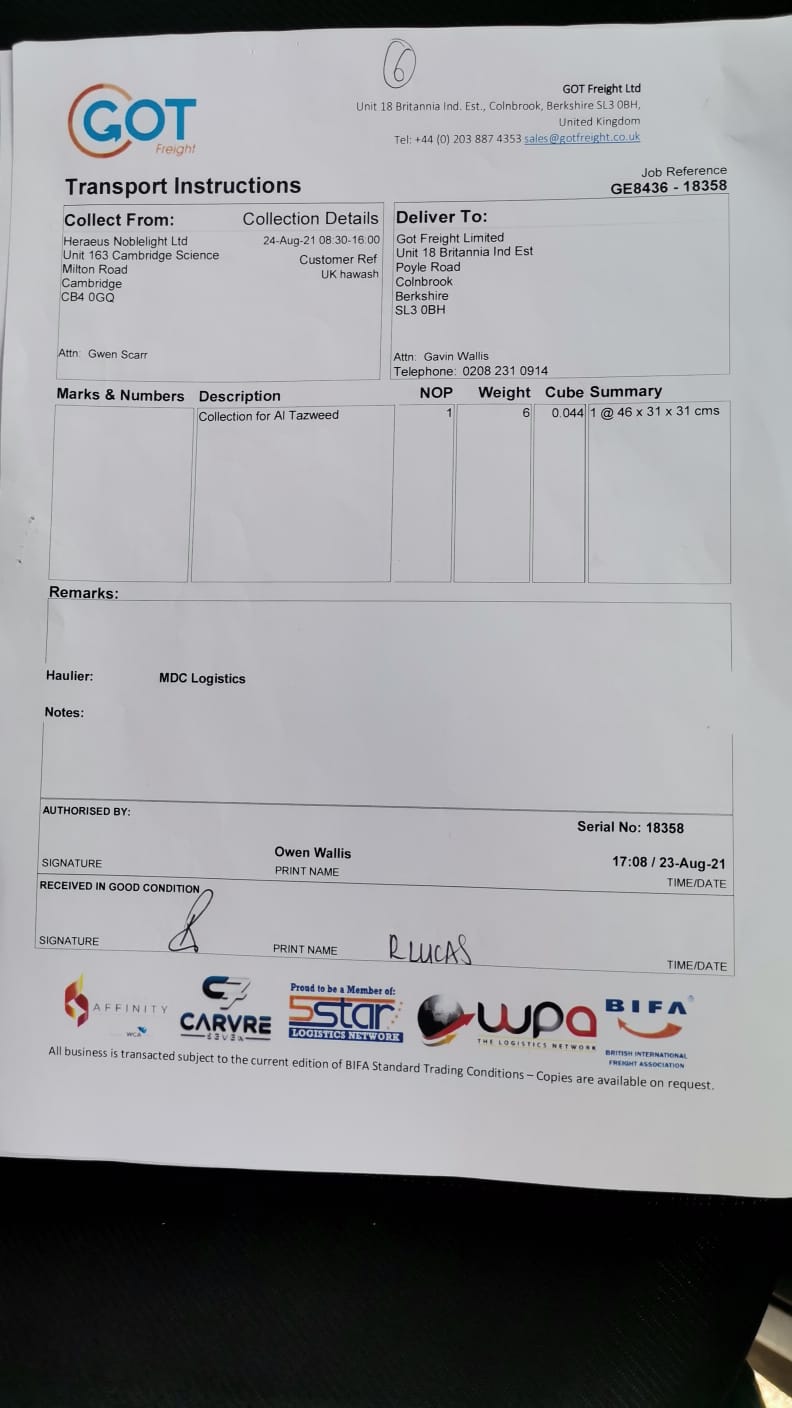 6
GOT
Freight
GOT Freight Ltd
Unit 18 Britannia Ind. Est., Colnbrook, Berkshire SL3 0BH,
United Kingdom
Tel: +44 (0) 203 887 4353 sales@gotfreight.co.uk
Transport Instructions
Job Reference
GE8436 - 18358
Collect From:
Collection Details
Heraeus Noblelight Ltd
24-Aug-21 08:30-16:00
Unit 163 Cambridge Science
Customer Ref
Milton Road
UK hawash
Cambridge
CB4 0GQ
Attn: Gwen Scarr
Deliver To:
Got Freight Limited
Unit 18 Britannia Ind Est
Poyle Road
Colnbrook
Berkshire
SL3 0BH
Attn: Gavin Wallis
Telephone: 0208 231 0914
Marks & Numbers Description NOP Weight Cube Summary
Collection for Al Tazweed 1 6 0.044 1 @ 46 x 31 x 31 cms
Remarks:
Haulier: MDC Logistics
Notes:
AUTHORISED BY:
Serial No: 18358
Owen Wallis 17:08 / 23-Aug-21
SIGNATURE PRINT NAME TIME/DATE
RECEIVED IN GOOD CONDITION
R LUCAS
SIGNATURE PRINT NAME TIME/DATE
AFFINITY
WCA
C7
CARVRE
SEVEN
Proud to be a Member of:
5star
LOGISTICS NETWORK
wpa
THE LOGISTICS NETWORK
BIFA
BRITISH INTERNATIONAL
FREIGHT ASSOCIATION
All business is transacted subject to the current edition of BIFA Standard Trading Conditions – Copies are available on request.